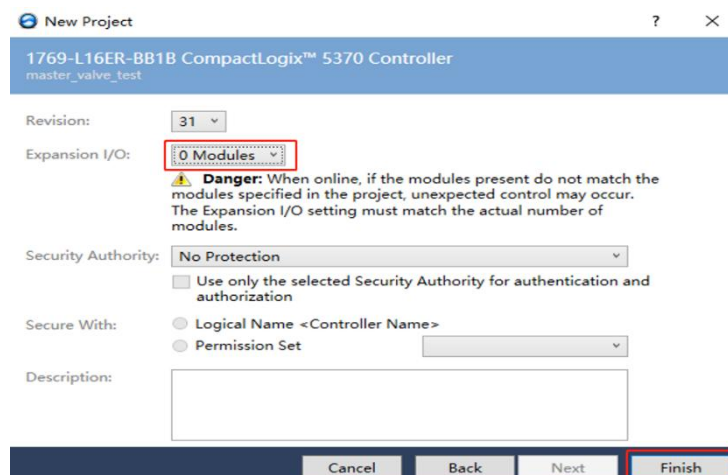 New Project
? ×
1769-L16ER-BB1B CompactLogix™ 5370 Controller
master_valve_test
Revision: 31
Expansion I/O: 0 Modules
Danger: When online, if the modules present do not match the
modules specified in the project, unexpected control may occur.
The Expansion I/O setting must match the actual number of
modules.
Security Authority: No Protection
Use only the selected Security Authority for authentication and
authorization
Secure With: Logical Name <Controller Name>
Permission Set
Description:
Cancel Back Next Finish